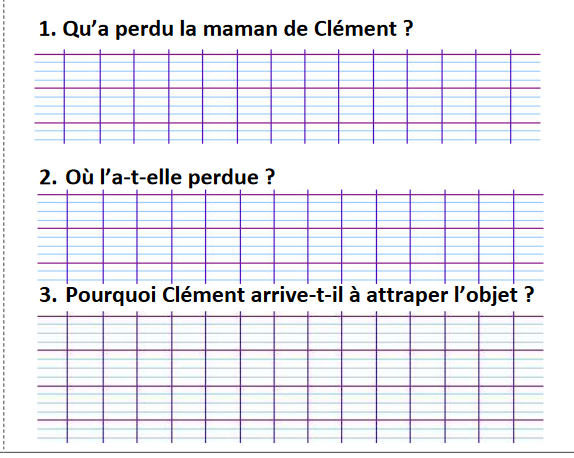 1. Qu’a perdu la maman de Clément ?
2. Où l’a-t-elle perdue ?
3. Pourquoi Clément arrive-t-il à attraper l’objet ?